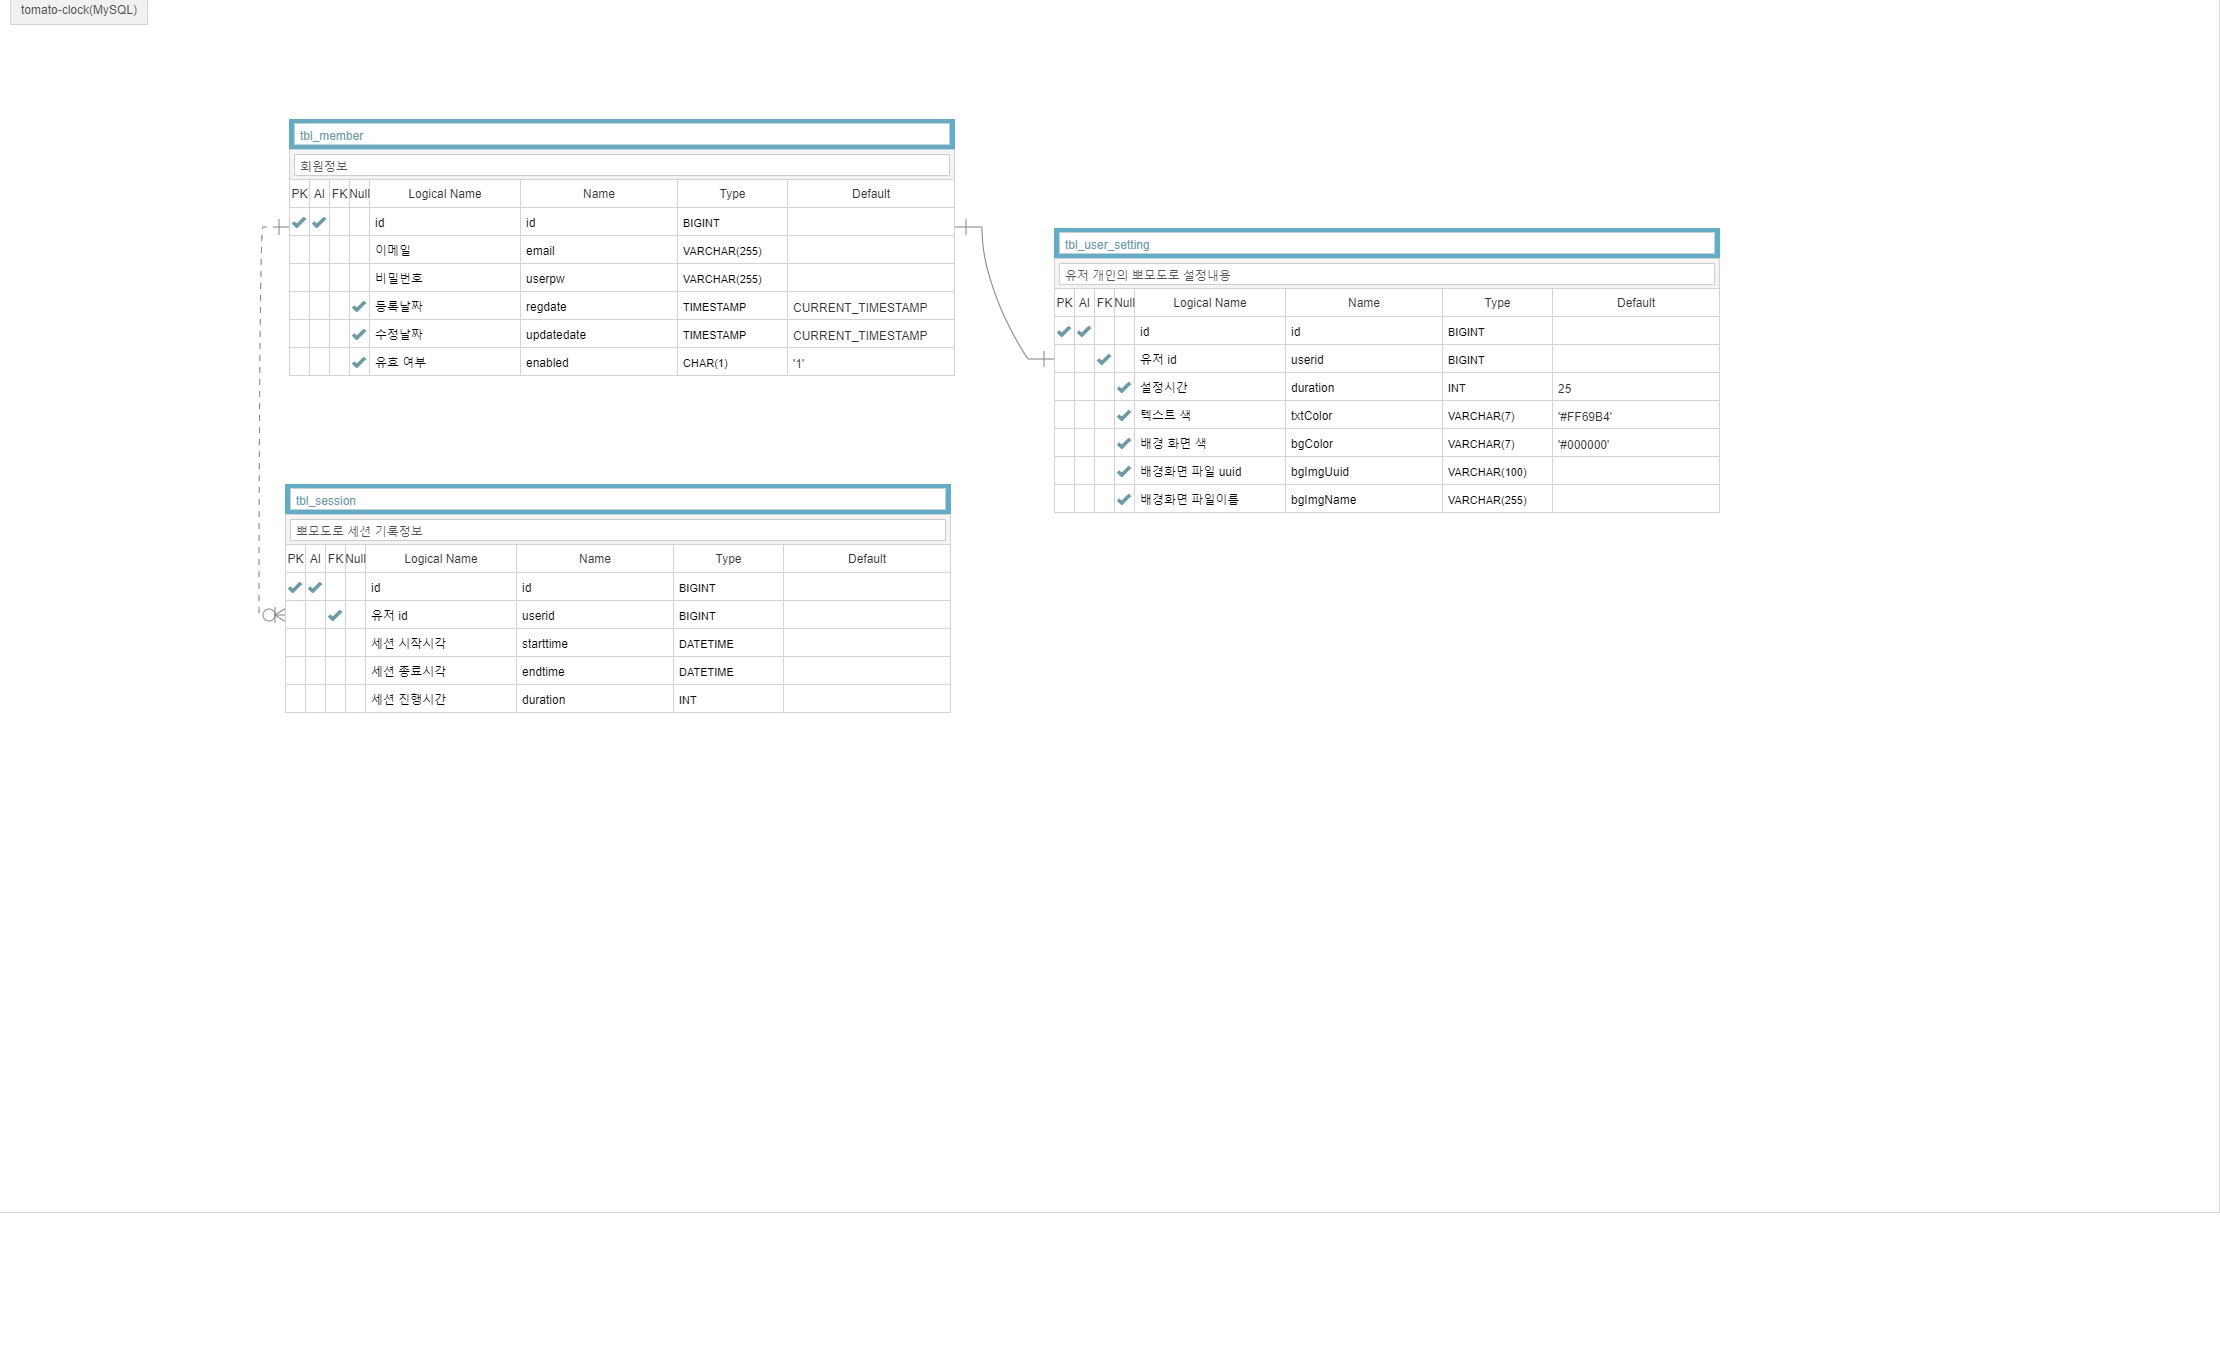 tomato-clock(MySQL)
tbl_member
회원정보
PK AI FK Null Logical Name Name Type Default
id id BIGINT
이메일 email VARCHAR(255)
비밀번호 userpw VARCHAR(255)
등록날짜 regdate TIMESTAMP CURRENT_TIMESTAMP
수정날짜 updatedate TIMESTAMP CURRENT_TIMESTAMP
유효 여부 enabled CHAR(1) '1'
tbl_user_setting
유저 개인의 뽀모도로 설정내용
PK AI FK Null Logical Name Name Type Default
id id BIGINT
유저 id userid BIGINT
설정시간 duration INT 25
텍스트 색 txtColor VARCHAR(7) '#FF69B4'
배경 화면 색 bgColor VARCHAR(7) '#000000'
배경화면 파일 uuid bgImgUuid VARCHAR(100)
배경화면 파일이름 bgImgName VARCHAR(255)
tbl_session
뽀모도로 세션 기록정보
PK AI FK Null Logical Name Name Type Default
id id BIGINT
유저 id userid BIGINT
세션 시작시각 starttime DATETIME
세션 종료시각 endtime DATETIME
세션 진행시간 duration INT